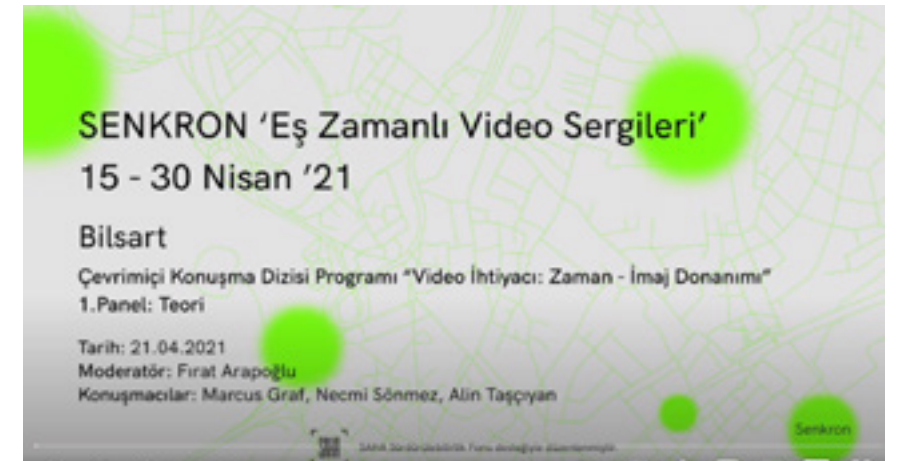 SENKRON ‘Eş Zamanlı Video Sergileri’
15 - 30 Nisan ’21
Bilsart
Çevrimiçi Konuşma Dizisi Programı “Video İhtiyacı: Zaman - İmaj Donanımı”
1.Panel: Teori
Tarih: 21.04.2021
Moderatör: Fırat Arapoğlu
Konuşmacılar: Marcus Graf, Necmi Sönmez, Alin Taşçıyan
Senkron